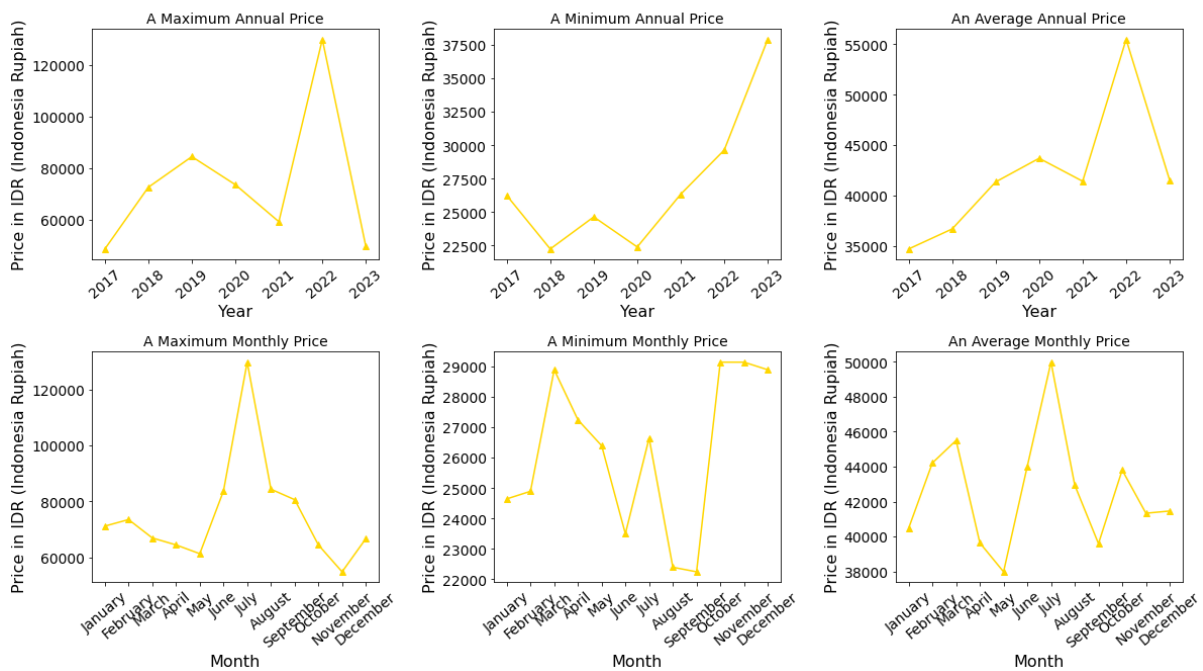 A Maximum Annual Price
Price in IDR (Indonesia Rupiah)
120000
100000
80000
60000
2017
2018
2019
2020
2021
2022
2023
Year
A Minimum Annual Price
Price in IDR (Indonesia Rupiah)
37500
35000
32500
30000
27500
25000
22500
2017
2018
2019
2020
2021
2022
2023
Year
An Average Annual Price
Price in IDR (Indonesia Rupiah)
55000
50000
45000
40000
35000
2017
2018
2019
2020
2021
2022
2023
Year
A Maximum Monthly Price
Price in IDR (Indonesia Rupiah)
120000
100000
80000
60000
January
February
March
April
May
June
July
August
September
October
November
December
Month
A Minimum Monthly Price
Price in IDR (Indonesia Rupiah)
29000
28000
27000
26000
25000
24000
23000
22000
January
February
March
April
May
June
July
August
September
October
November
December
Month
An Average Monthly Price
Price in IDR (Indonesia Rupiah)
50000
48000
46000
44000
42000
40000
38000
January
February
March
April
May
June
July
August
September
October
November
December
Month